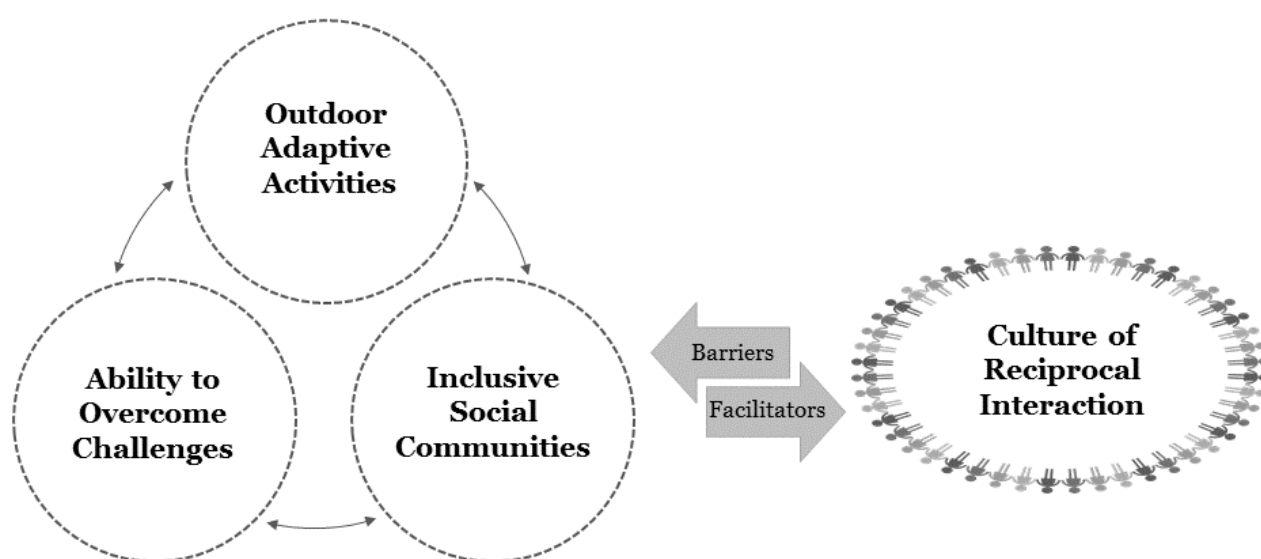 Outdoor
Adaptive
Activities
Ability to
Overcome
Challenges
Inclusive
Social
Communities
Barriers
Facilitators
Culture of
Reciprocal
Interaction